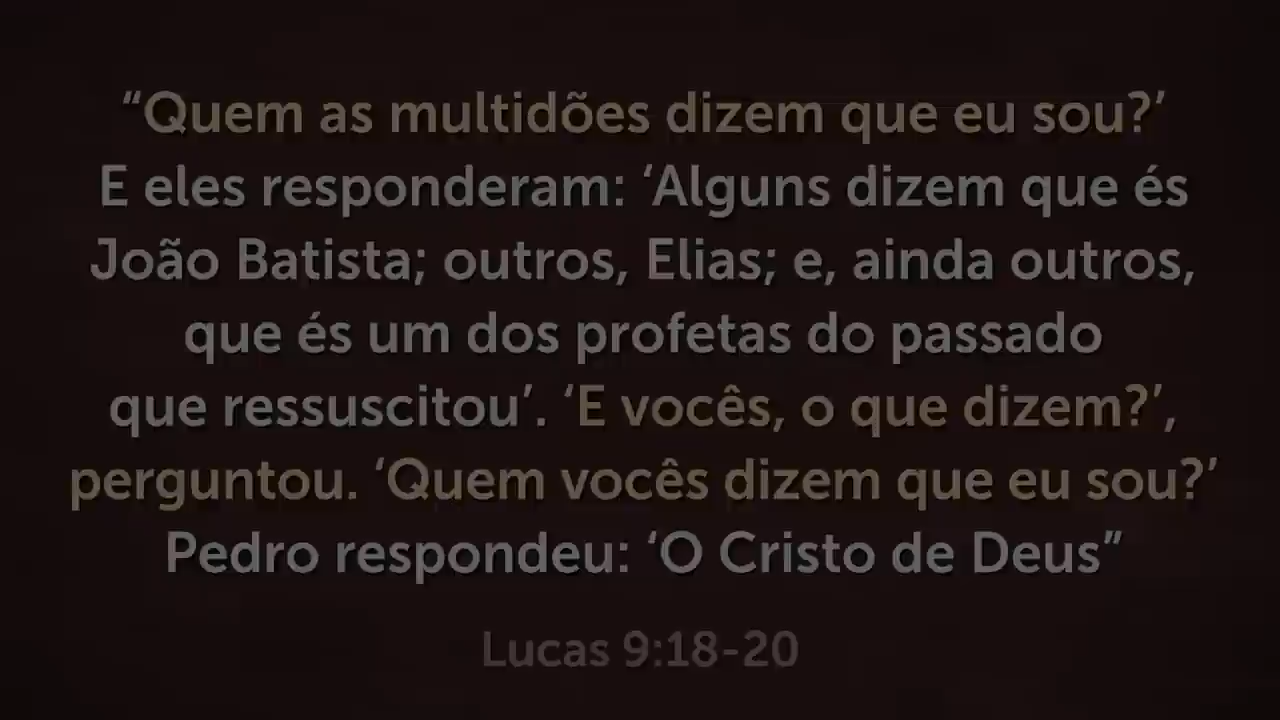 “Quem as multidões dizem que eu sou?’
E eles responderam: ‘Alguns dizem que és
João Batista; outros, Elias; e, ainda outros,
que és um dos profetas do passado
que ressuscitou’. ‘E vocês, o que dizem?’,
perguntou. ‘Quem vocês dizem que eu sou?’
Pedro respondeu: ‘O Cristo de Deus”
Lucas 9:18-20